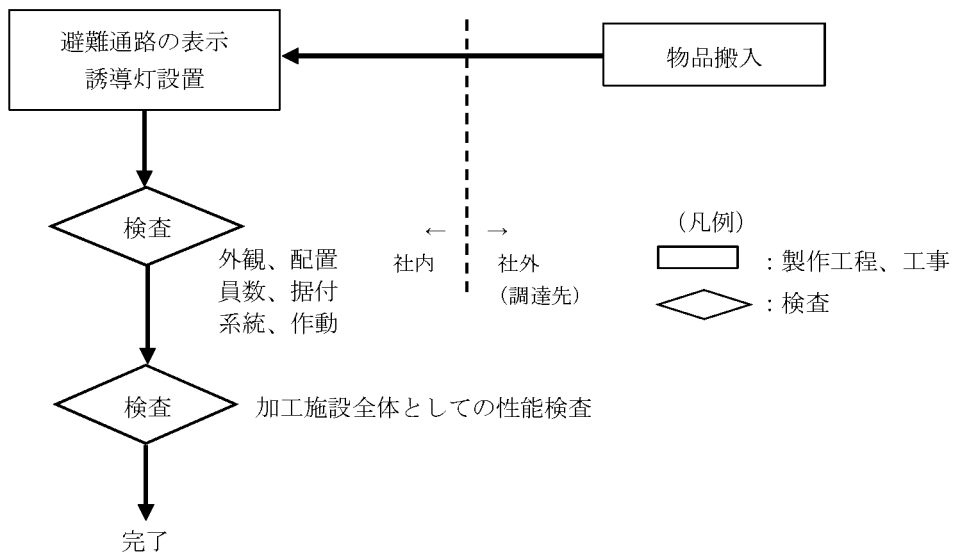 避難通路の表示
誘導灯設置
物品搬入
検査
外観、配置
員数、据付
系統、作動
←
社内
→
社外
（調達先）
（凡例）
：製作工程、工事
：検査
検査
加工施設全体としての性能検査
完了